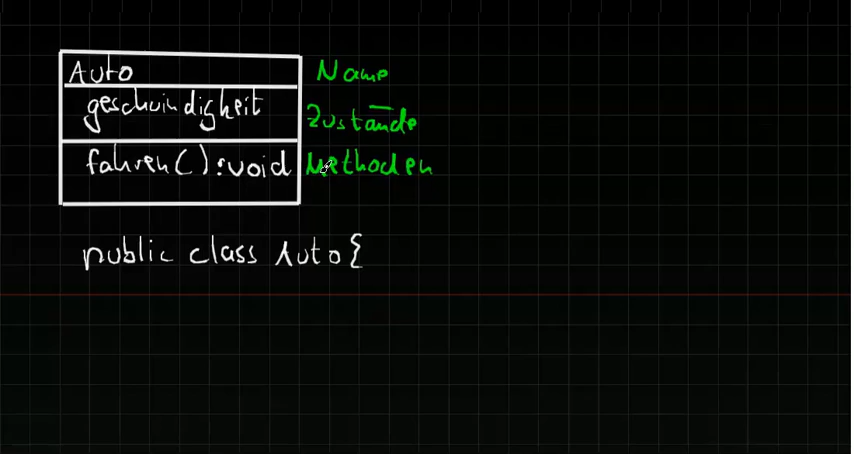 Auto Name
geschwindigkeit Zustände
fahren():void Methoden
public class Auto{